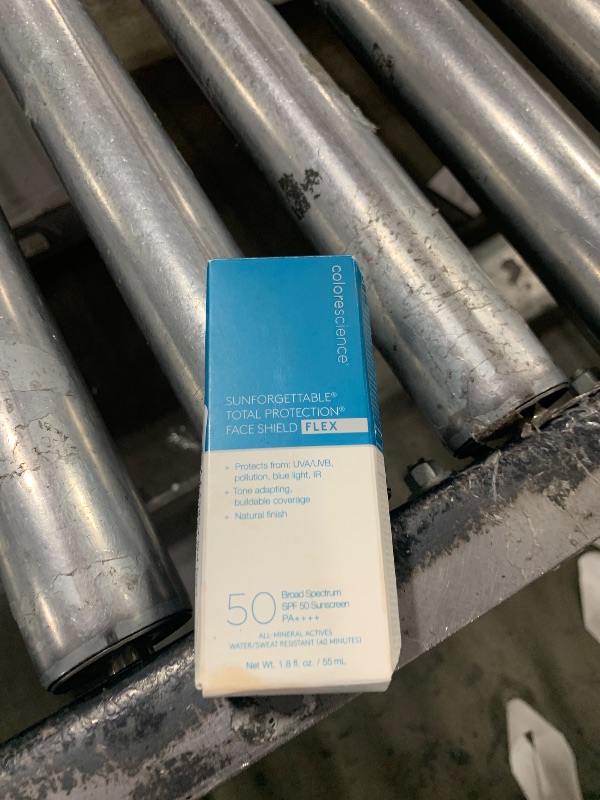 colorescience®
SUNFORGETTABLE®
TOTAL PROTECTION®
FACE SHIELD FLEX
+ Protects from: UVA/UVB,
pollution, blue light, IR
+ Tone adapting,
buildable coverage
+ Natural finish
50
Broad Spectrum
SPF 50 Sunscreen
PA++++
ALL-MINERAL ACTIVES
WATER/SWEAT RESISTANT (40 MINUTES)
Net Wt. 1.8 fl. oz. / 55 mL